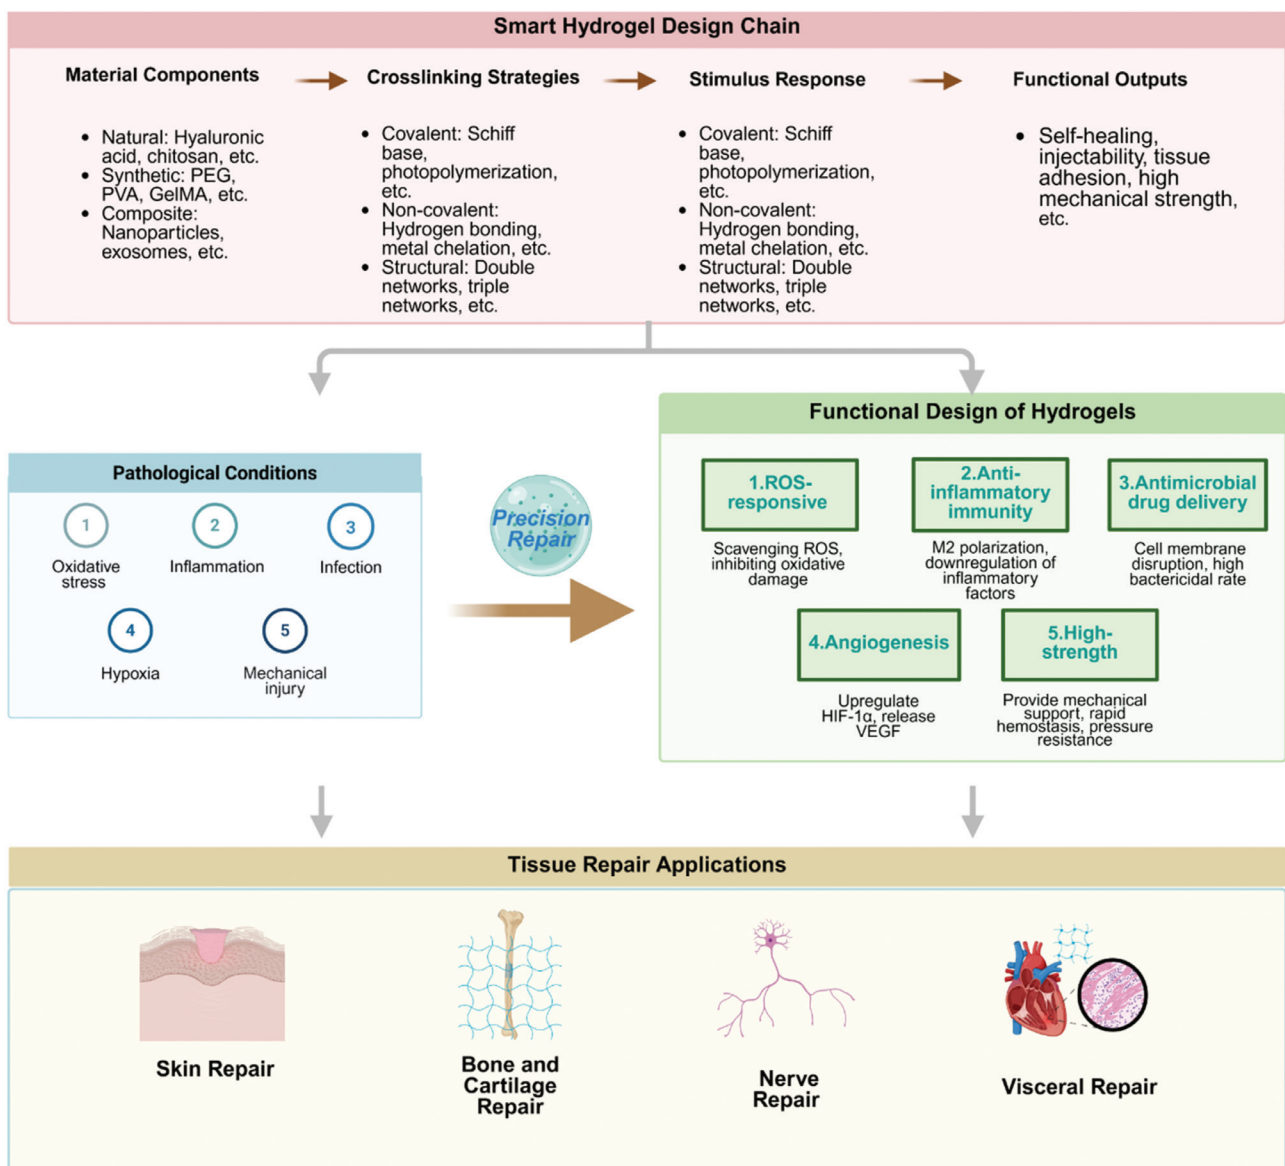 Smart Hydrogel Design Chain
Material Components
Crosslinking Strategies
Stimulus Response
Functional Outputs
• Natural: Hyaluronic
acid, chitosan, etc.
• Synthetic: PEG,
PVA, GelMA, etc.
• Composite:
Nanoparticles,
exosomes, etc.
• Covalent: Schiff
base,
photopolymerization,
etc.
• Non-covalent:
Hydrogen bonding,
metal chelation, etc.
• Structural: Double
networks, triple
networks, etc.
• Covalent: Schiff
base,
photopolymerization,
etc.
• Non-covalent:
Hydrogen bonding,
metal chelation, etc.
• Structural: Double
networks, triple
networks, etc.
• Self-healing,
injectability, tissue
adhesion, high
mechanical strength,
etc.
Pathological Conditions
1
Oxidative
stress
2
Inflammation
3
Infection
4
Hypoxia
5
Mechanical
injury
Precision
Repair
Functional Design of Hydrogels
1.ROS-
responsive
Scavenging ROS,
inhibiting oxidative
damage
2.Anti-
inflammatory
immunity
M2 polarization,
downregulation of
inflammatory
factors
3.Antimicrobial
drug delivery
Cell membrane
disruption, high
bactericidal rate
4.Angiogenesis
Upregulate
HIF-1α, release
VEGF
5.High-
strength
Provide mechanical
support, rapid
hemostasis, pressure
resistance
Tissue Repair Applications
Skin Repair
Bone and
Cartilage
Repair
Nerve
Repair
Visceral Repair